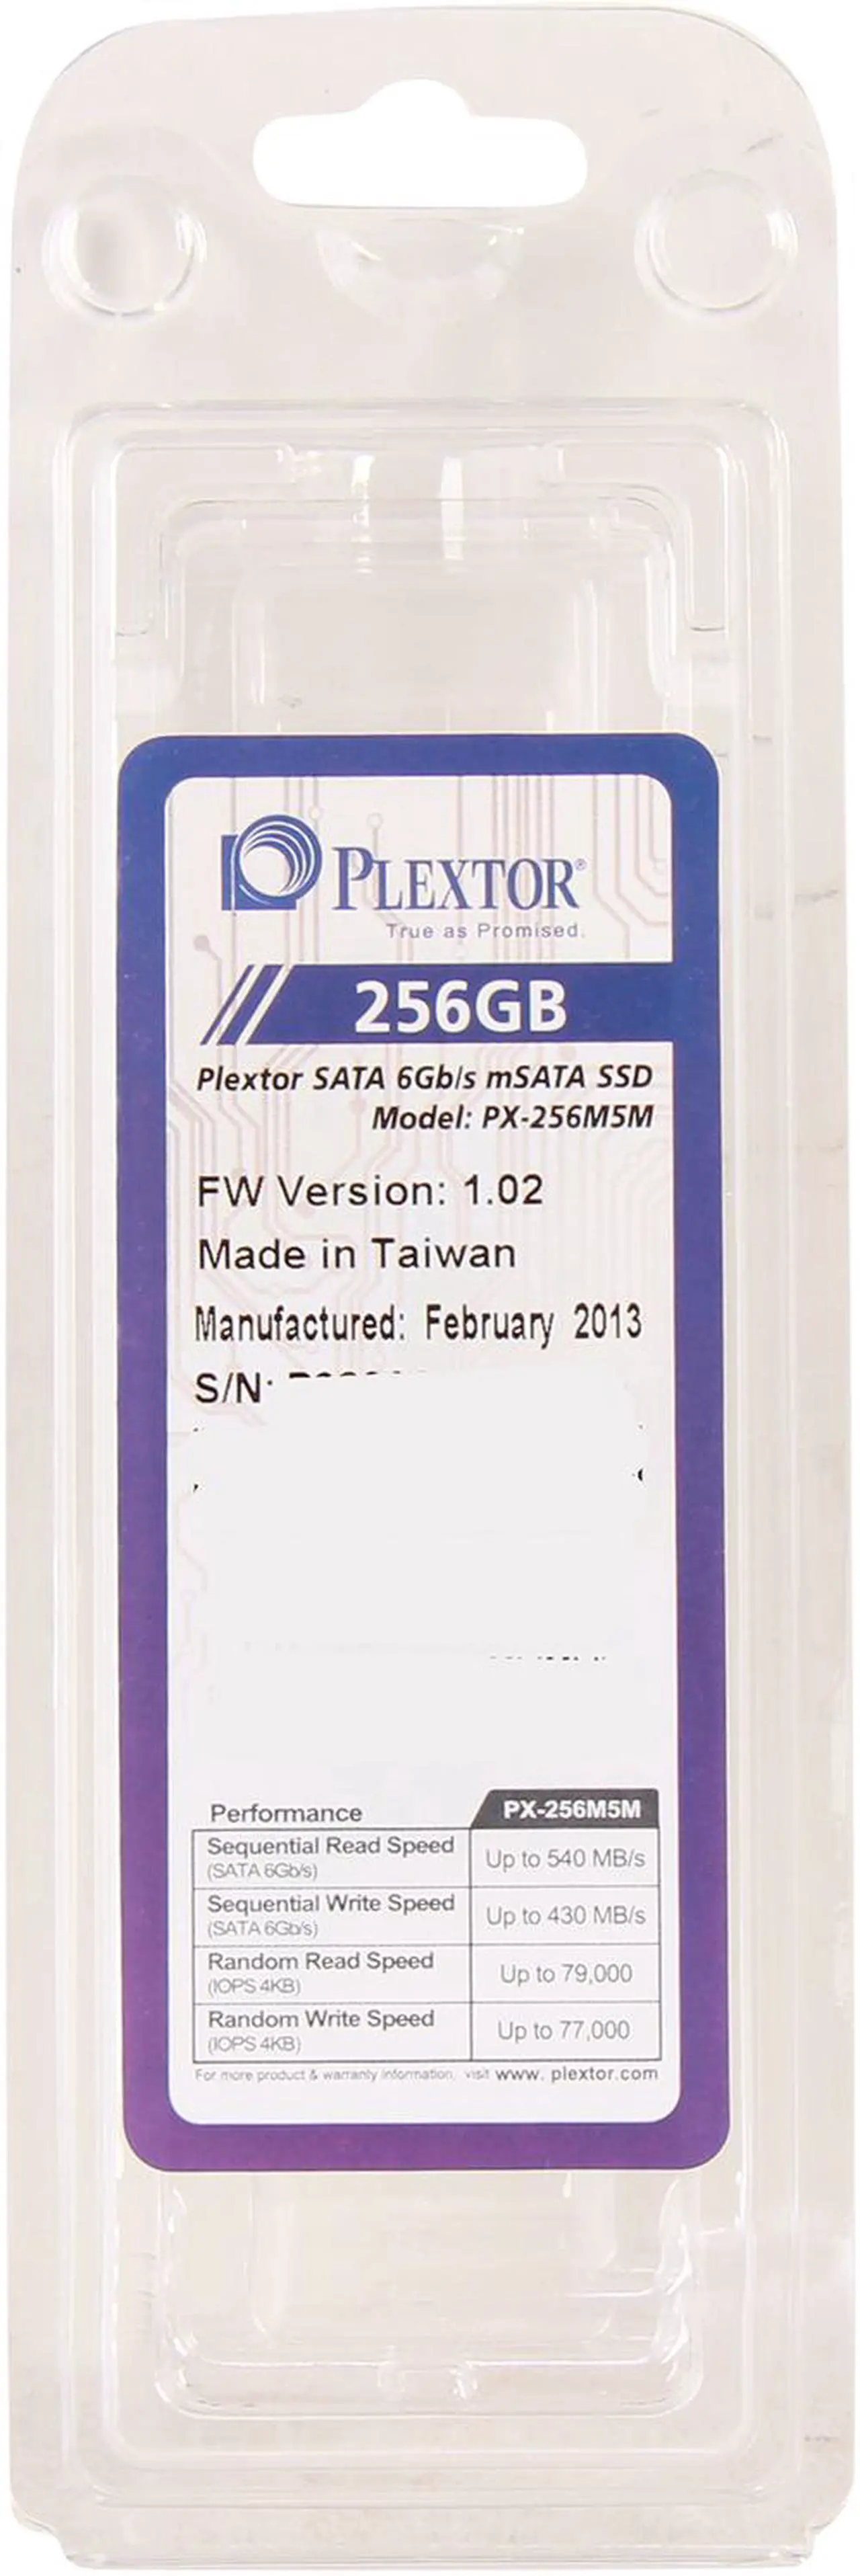 PLEXTOR®
True as Promised.
256GB
Plextor SATA 6Gb/s mSATA SSD
Model: PX-256M5M
FW Version: 1.02
Made in Taiwan
Manufactured: February 2013
S/N:
Performance PX-256M5M
Sequential Read Speed
(SATA 6Gb/s) Up to 540 MB/s
Sequential Write Speed
(SATA 6Gb/s) Up to 430 MB/s
Random Read Speed
(IOPS 4KB) Up to 79,000
Random Write Speed
(IOPS 4KB) Up to 77,000
For more product & warranty information, visit www. plextor.com